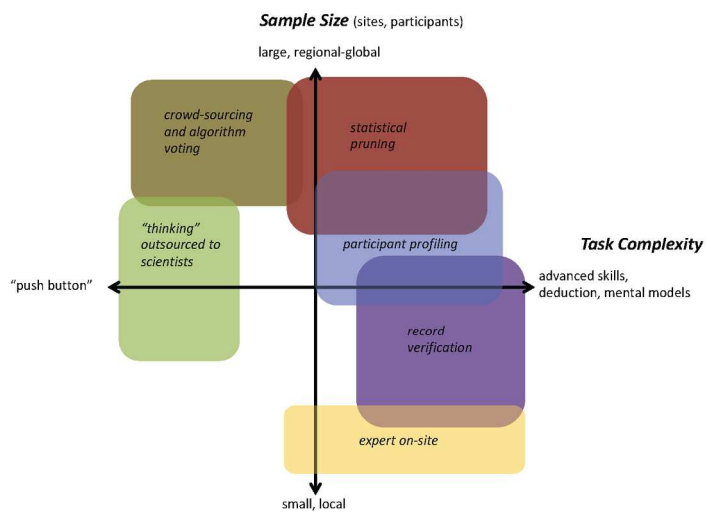 Sample Size (sites, participants)
large, regional-global
crowd-sourcing
and algorithm
voting
statistical
pruning
“thinking”
outsourced to
scientists
participant profiling
Task Complexity
“push button”
advanced skills,
deduction, mental models
record
verification
expert on-site
small, local